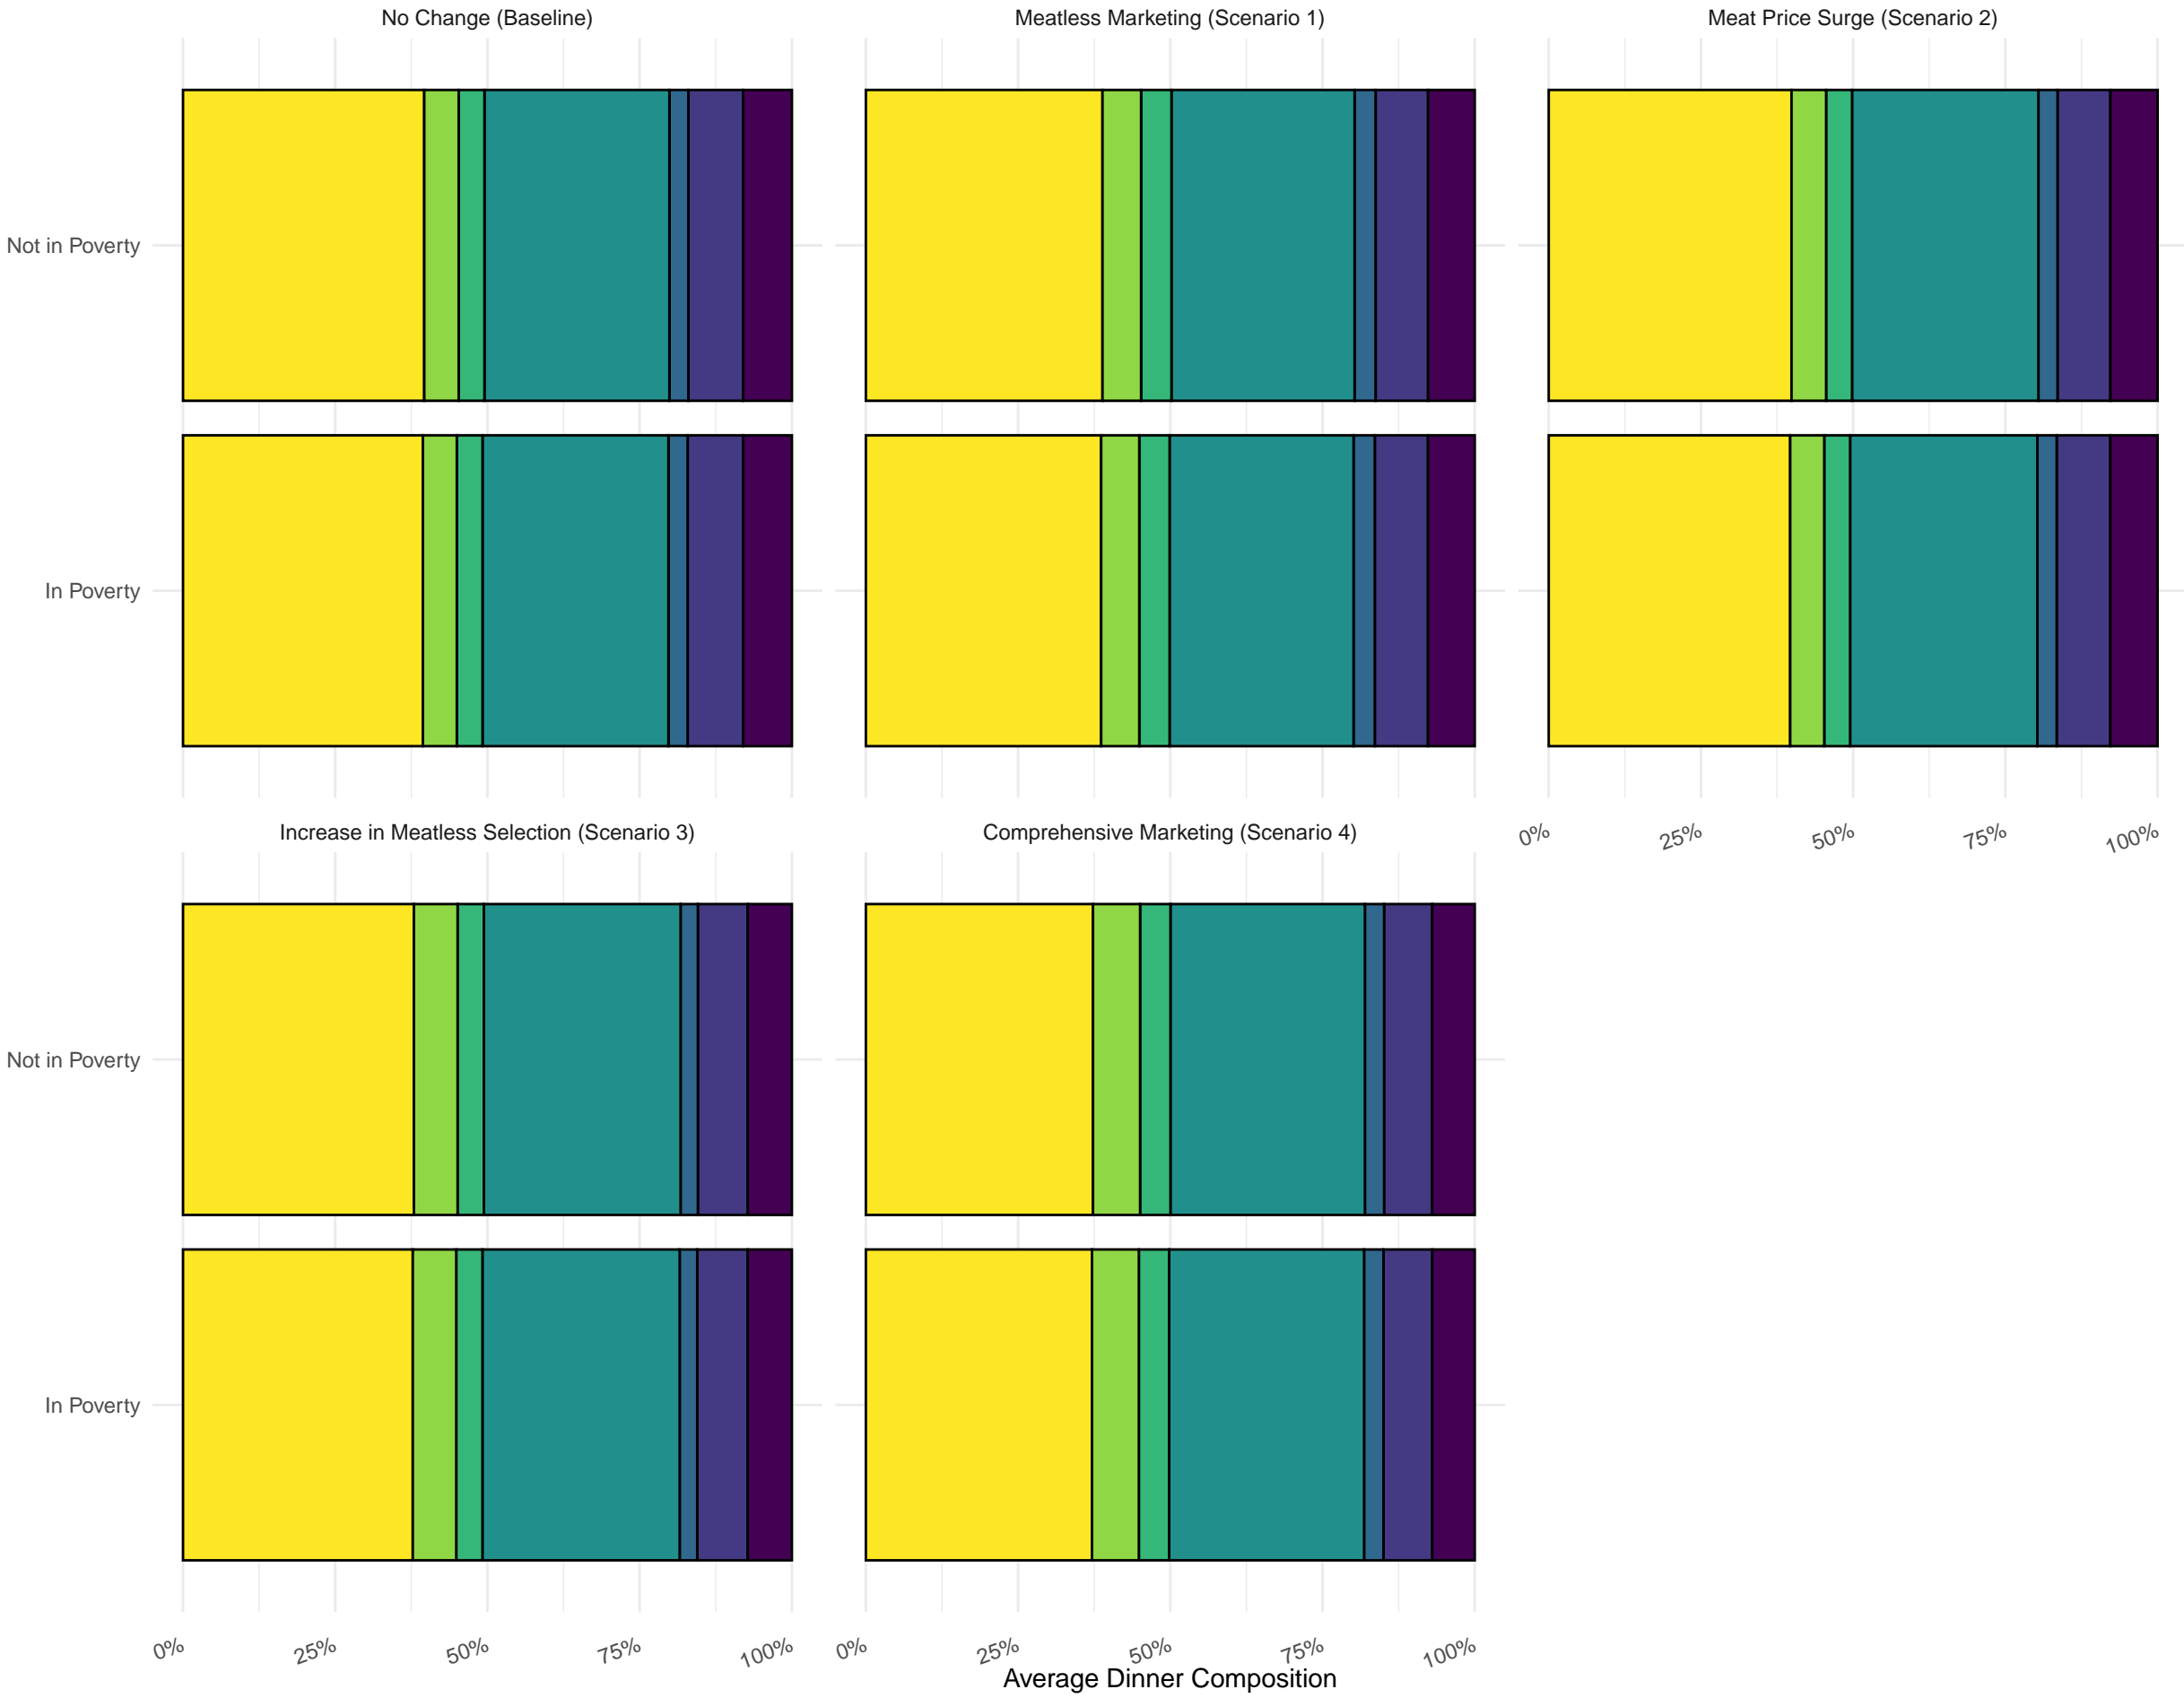 No Change (Baseline)
Meatless Marketing (Scenario 1)
Meat Price Surge (Scenario 2)
Not in Poverty
In Poverty
0%
25%
50%
75%
100%
Increase in Meatless Selection (Scenario 3)
Comprehensive Marketing (Scenario 4)
Not in Poverty
In Poverty
0%
25%
50%
75%
100%
0%
25%
50%
75%
100%
Average Dinner Composition